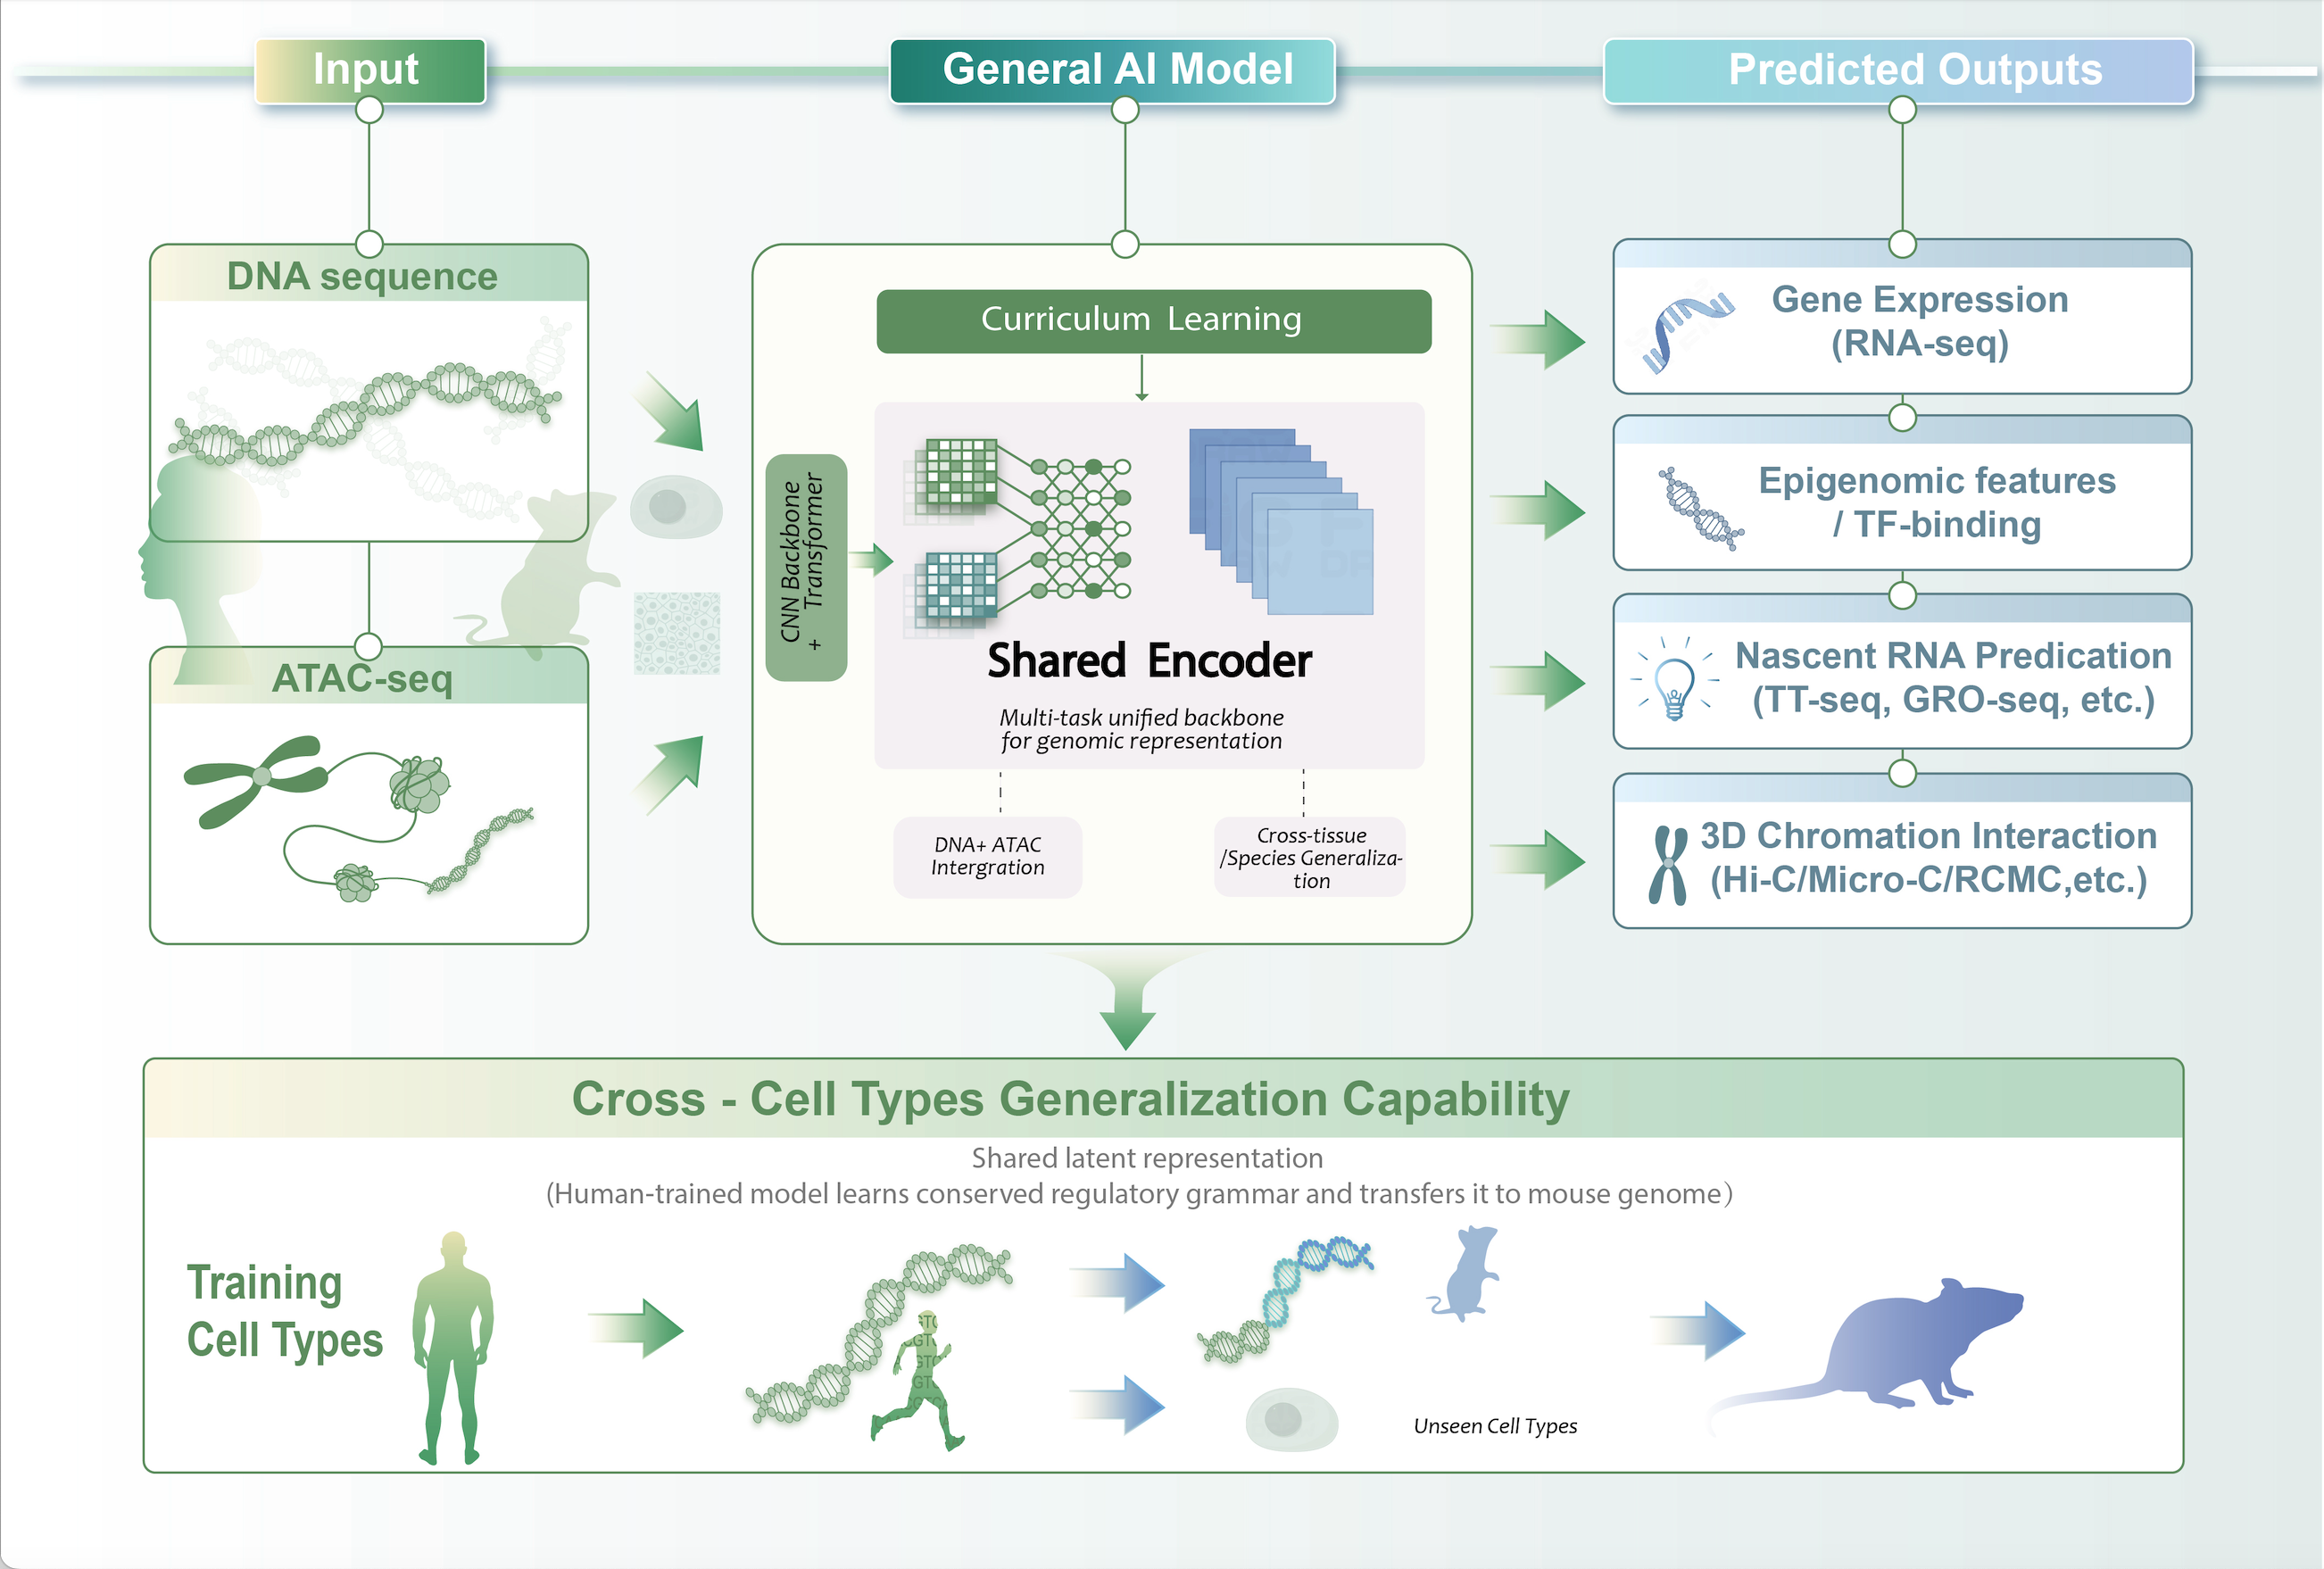 Input
General AI Model
Predicted Outputs
DNA sequence
ATAC-seq
Curriculum Learning
CNN Backbone
+ Transformer
Shared Encoder
Multi-task unified backbone
for genomic representation
DNA+ ATAC
Intergration
Cross-tissue
/Species Generaliza-
tion
Gene Expression
(RNA-seq)
Epigenomic features
/ TF-binding
Nascent RNA Predication
(TT-seq, GRO-seq, etc.)
3D Chromation Interaction
(Hi-C/Micro-C/RCMC,etc.)
Cross - Cell Types Generalization Capability
Shared latent representation
(Human-trained model learns conserved regulatory grammar and transfers it to mouse genome)
Training
Cell Types
Unseen Cell Types